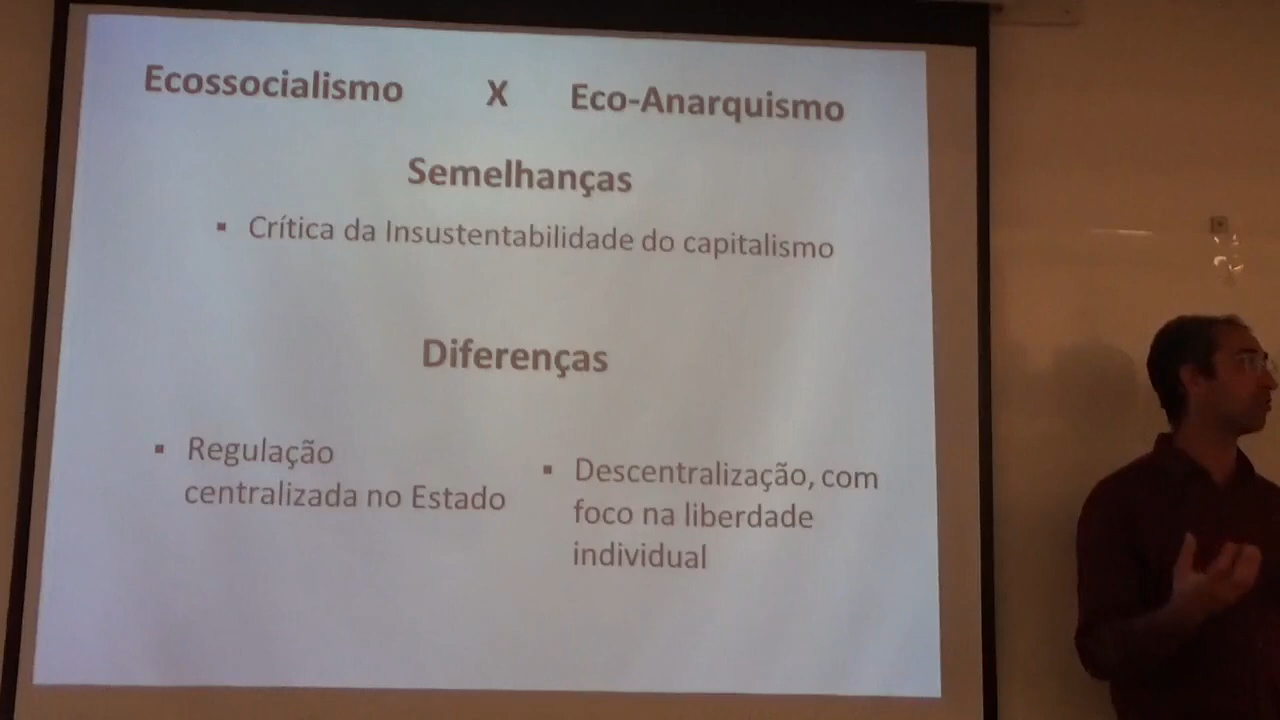 Ecossocialismo X Eco-Anarquismo
Semelhanças
▪ Crítica da Insustentabilidade do capitalismo
Diferenças
▪ Regulação
centralizada no Estado
▪ Descentralização, com
foco na liberdade
individual